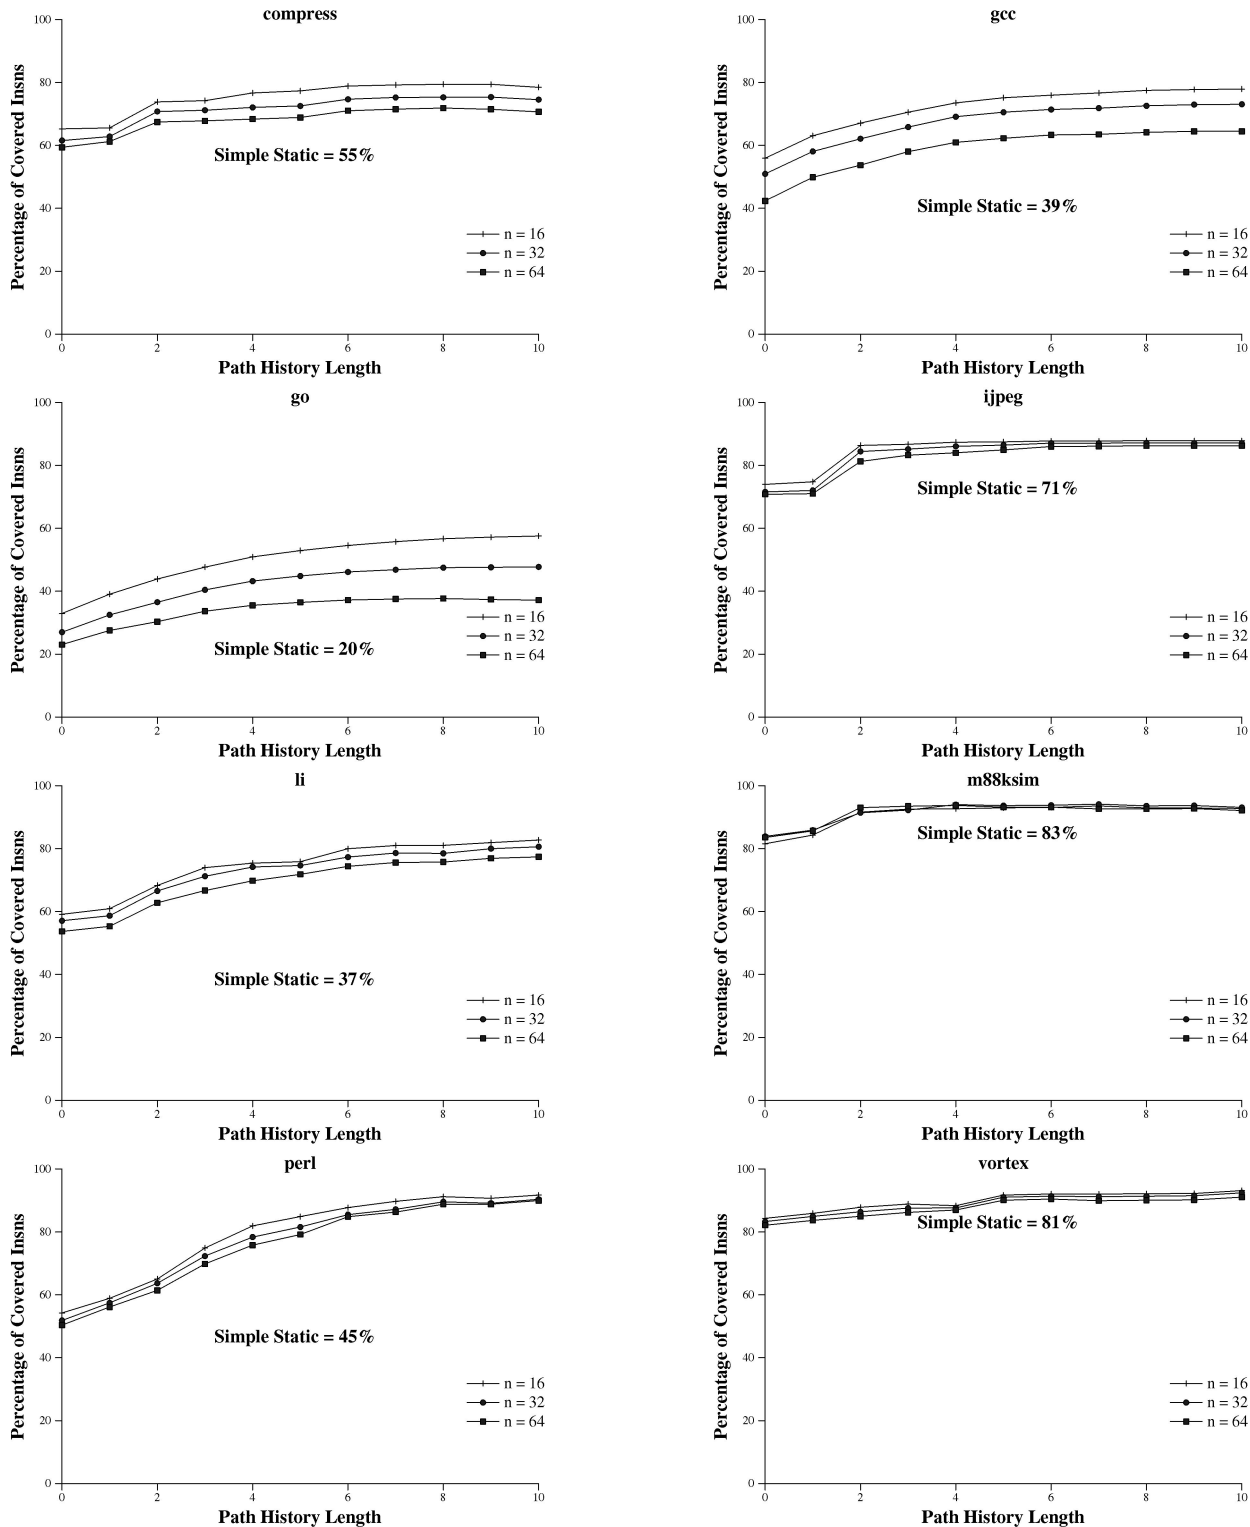 compress
Percentage of Covered Insns
100
80
60
40
20
0
Simple Static = 55%
n = 16
n = 32
n = 64
0 2 4 6 8 10
Path History Length
gcc
Percentage of Covered Insns
100
80
60
40
20
0
Simple Static = 39%
n = 16
n = 32
n = 64
0 2 4 6 8 10
Path History Length
go
Percentage of Covered Insns
100
80
60
40
20
0
Simple Static = 20%
n = 16
n = 32
n = 64
0 2 4 6 8 10
Path History Length
ijpeg
Percentage of Covered Insns
100
80
60
40
20
0
Simple Static = 71%
n = 16
n = 32
n = 64
0 2 4 6 8 10
Path History Length
li
Percentage of Covered Insns
100
80
60
40
20
0
Simple Static = 37%
n = 16
n = 32
n = 64
0 2 4 6 8 10
Path History Length
m88ksim
Percentage of Covered Insns
100
80
60
40
20
0
Simple Static = 83%
n = 16
n = 32
n = 64
0 2 4 6 8 10
Path History Length
perl
Percentage of Covered Insns
100
80
60
40
20
0
Simple Static = 45%
n = 16
n = 32
n = 64
0 2 4 6 8 10
Path History Length
vortex
Percentage of Covered Insns
100
80
60
40
20
0
Simple Static = 81%
n = 16
n = 32
n = 64
0 2 4 6 8 10
Path History Length